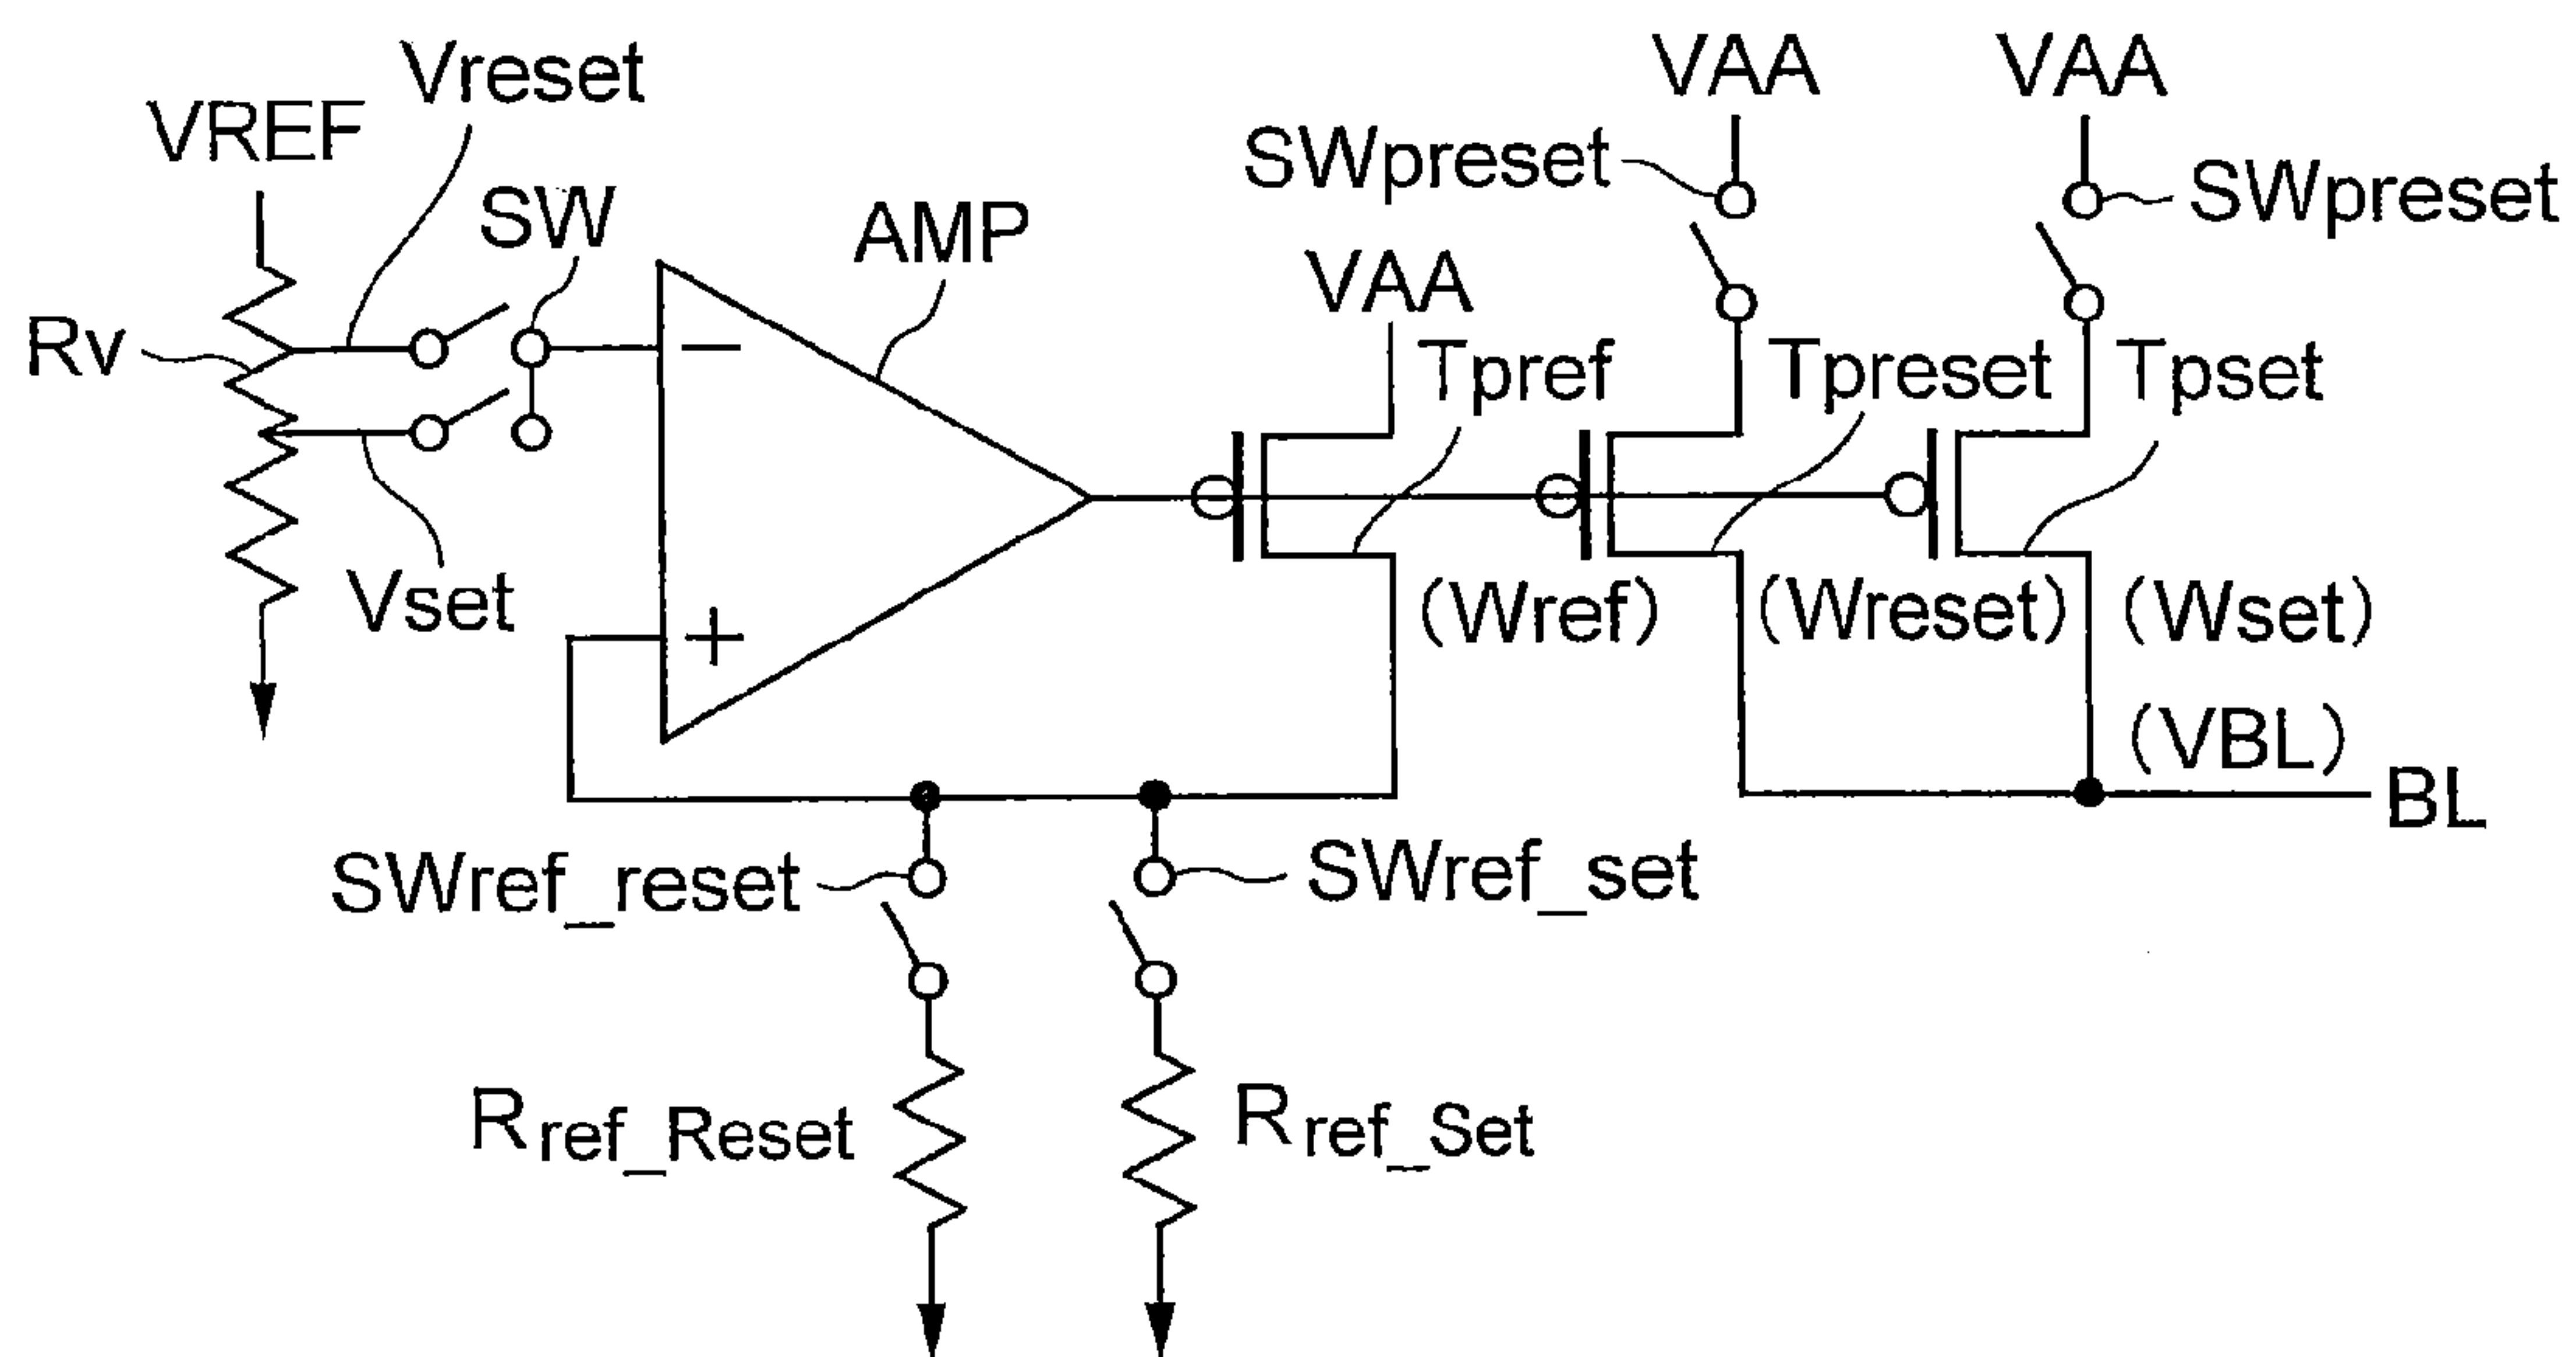 Vreset
VAA
VAA
VREF
SWpreset
SWpreset
SW
AMP
VAA
Rv
Tpref
Tpreset
Tpset
−
Vset
+
(Wref)
(Wreset)
(Wset)
(VBL)
BL
SWref_reset
SWref_set
Rref_Reset
Rref_Set